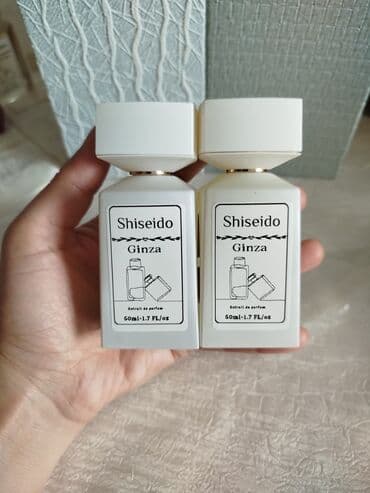 Shiseido
Ginza
Extrait de parfum
50ml-1.7 FL/oz
Shiseido
Ginza
Extrait de parfum
50ml-1.7 FL/oz